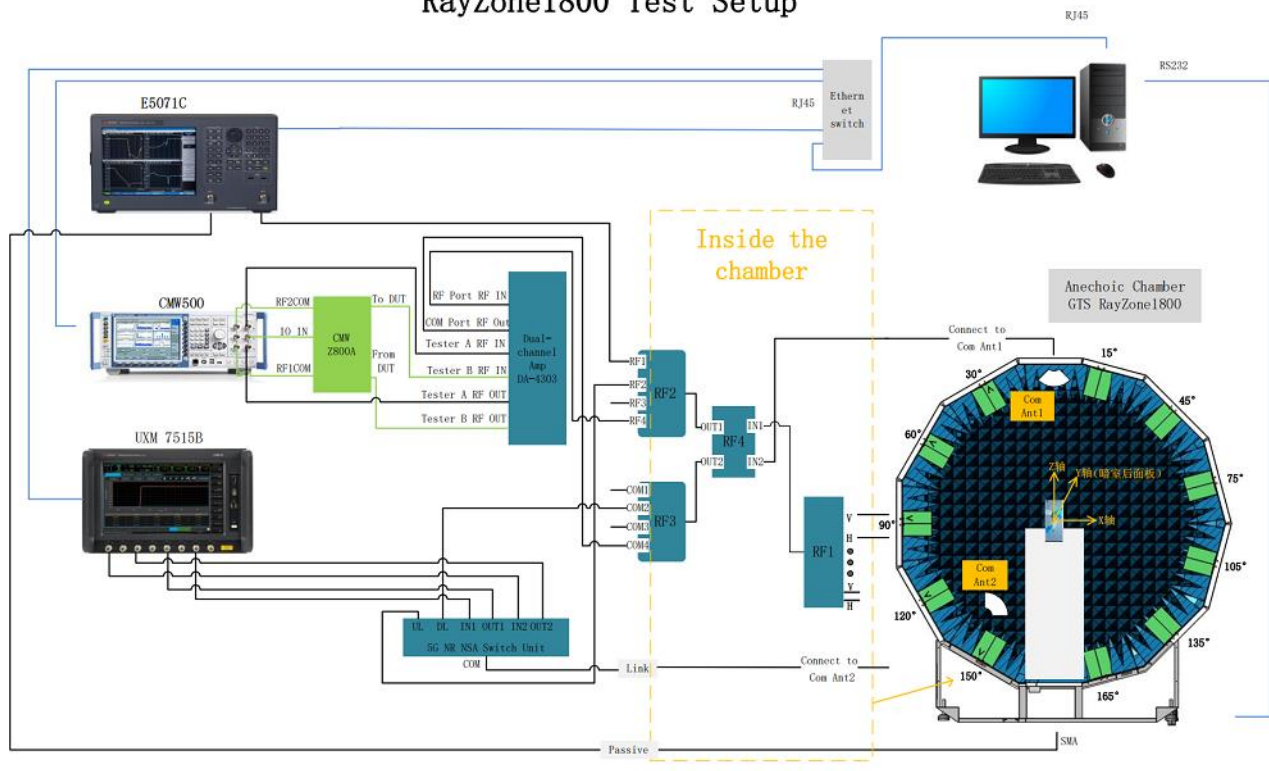 RayZone1800 Test Setup
RJ45
RS232
E5071C
RJ45
Ethern
et
switch
Inside the
chamber
Anechoic Chamber
GTS RayZone1800
CMW500
RF2COM
IO IN
RF1COM
CMW
Z800A
To DUT
From
DUT
RF Port RF IN
COM Port RF Out
Tester A RF IN
Tester B RF IN
Tester A RF OUT
Tester B RF OUT
Dual-
channel
Amp
DA-4303
RF1
RF2
RF3
RF4
RF2
OUT1
OUT2
RF4
IN1
IN2
COM1
COM2
COM3
COM4
RF3
RF1
V
H
V
H
Connect to
Com Ant1
15°
30°
45°
60°
75°
90°
105°
120°
135°
150°
165°
Com
Ant1
Z轴
Y轴(暗室后面板)
X轴
Com
Ant2
UXM 7515B
UL DL IN1 OUT1 IN2 OUT2
5G NR NSA Switch Unit
COM
Link
Connect to
Com Ant2
Passive
SMA